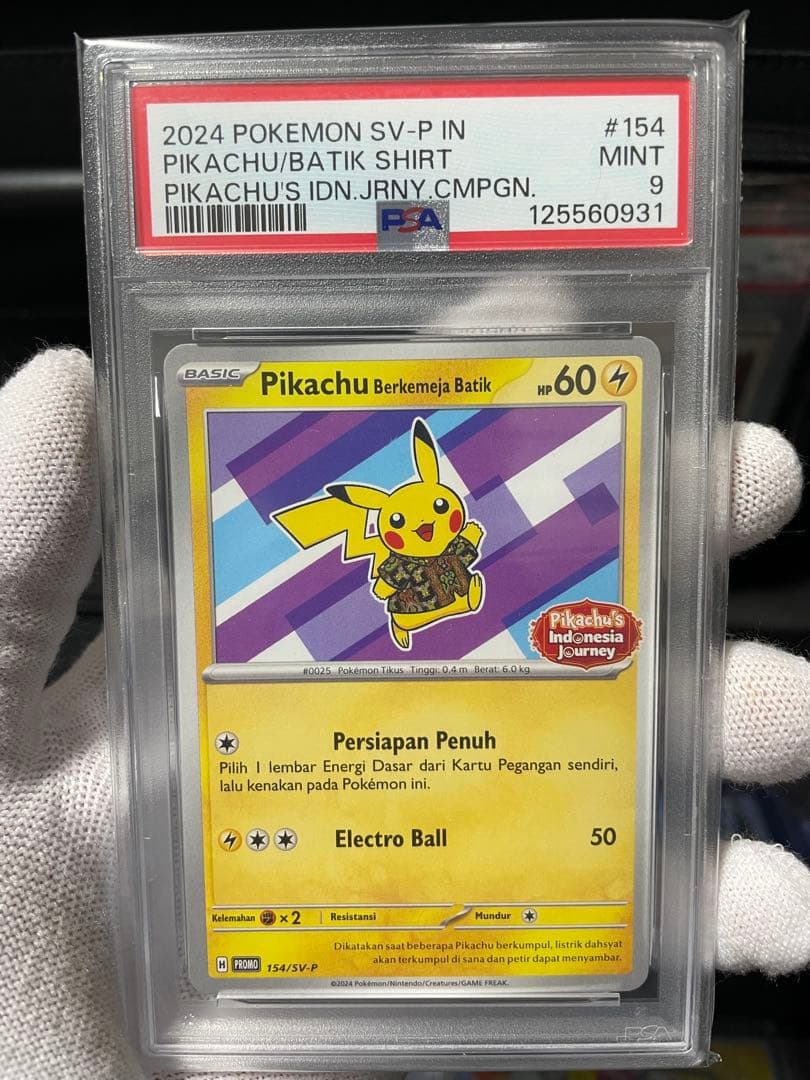 2024 POKEMON SV-P IN #154
PIKACHU/BATIK SHIRT MINT
PIKACHU'S IDN.JRNY.CMPGN. 9
PSA 125560931
BASIC Pikachu Berkemeja Batik HP 60
Pikachu's
Indonesia
Journey
#0025 Pokémon Tikus Tinggi: 0,4 m Berat: 6.0 kg
Persiapan Penuh
Pilih 1 lembar Energi Dasar dari Kartu Pegangan sendiri,
lalu kenakan pada Pokémon ini.
Electro Ball 50
Kelemahan ×2 Resistansi Mundur
Dikatakan saat beberapa Pikachu berkumpul, listrik dahsyat
akan terkumpul di sana dan petir dapat menyambar.
H PROMO 154/SV-P
©2024 Pokémon/Nintendo/Creatures/GAME FREAK.
PSA